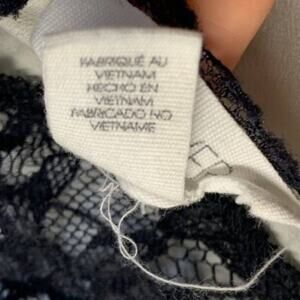 FABRIQUÉ AU
VIETNAM
HECHO EN
VIETNAM
FABRICADO NO
VIETNAME